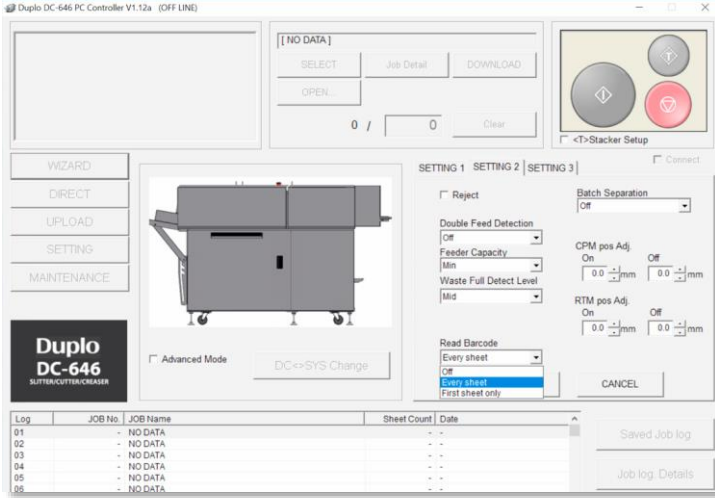 Duplo DC-646 PC Controller V1.12a (OFF LINE)
[ NO DATA ]
SELECT Job Detail DOWNLOAD
OPEN...
0 / 0 Clear
T
<T>Stacker Setup
WIZARD
DIRECT
UPLOAD
SETTING
MAINTENANCE
Duplo
DC-646
SLITTER/CUTTER/CREASER
Advanced Mode
DC<>SYS Change
SETTING 1 SETTING 2 SETTING 3 Connect
Reject
Batch Separation
Off
Double Feed Detection
Off
Feeder Capacity
Min
Waste Full Detect Level
Mid
CPM pos Adj.
On Off
0.0 mm 0.0 mm
RTM pos Adj.
On Off
0.0 mm 0.0 mm
Read Barcode
Every sheet
Off
Every sheet
First sheet only
CANCEL
Log JOB No. JOB Name Sheet Count Date
01 - NO DATA - -
02 - NO DATA - -
03 - NO DATA - -
04 - NO DATA - -
05 - NO DATA - -
06 - NO DATA - -
Saved Job log
Job log. Details